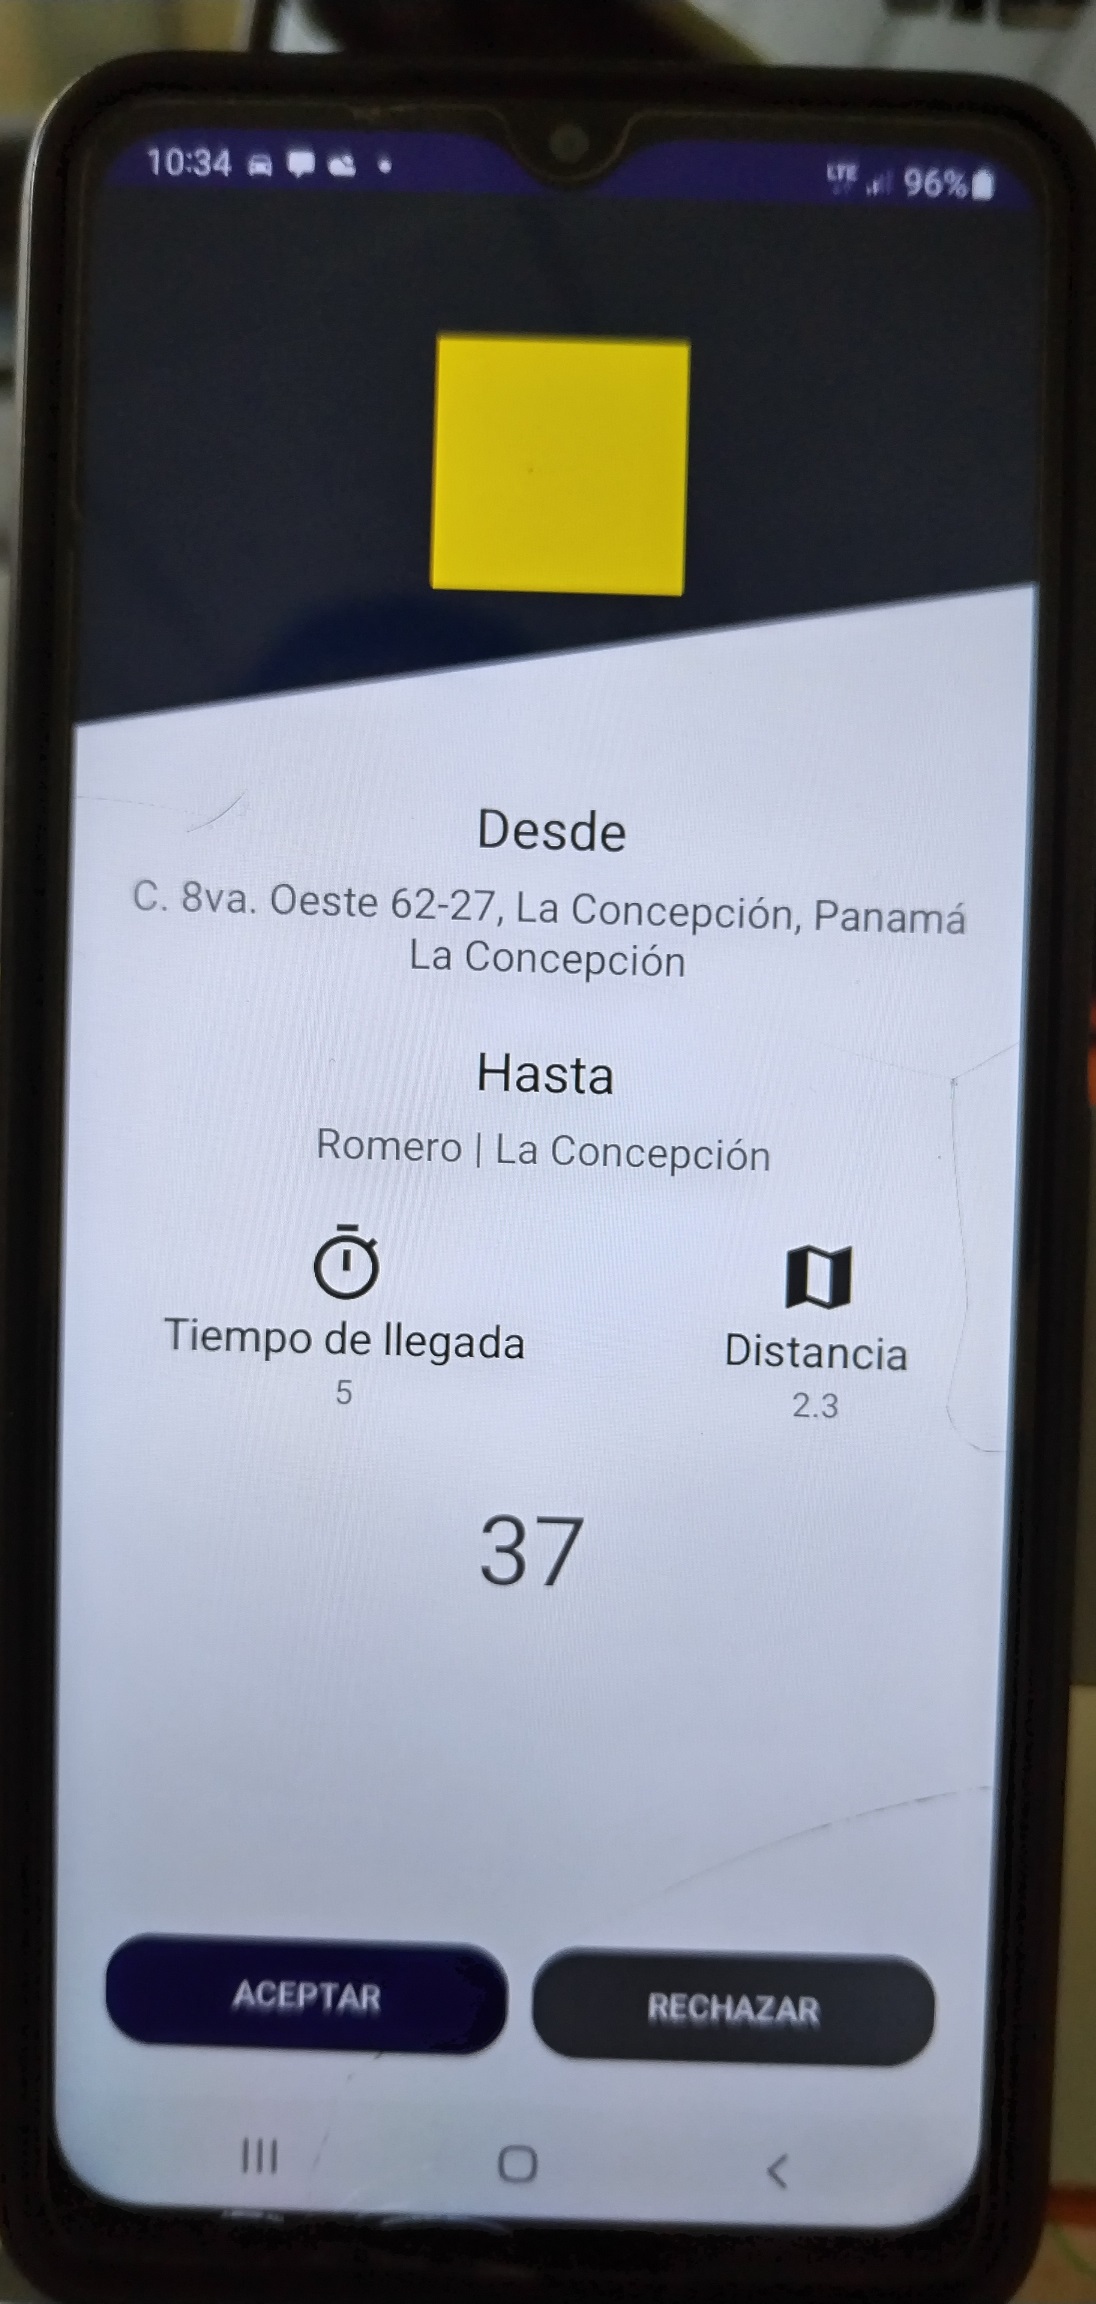 10:34
LTE 96%
Desde
C. 8va. Oeste 62-27, La Concepción, Panamá
La Concepción
Hasta
Romero | La Concepción
Tiempo de llegada
Distancia
5
2.3
37
ACEPTAR
RECHAZAR